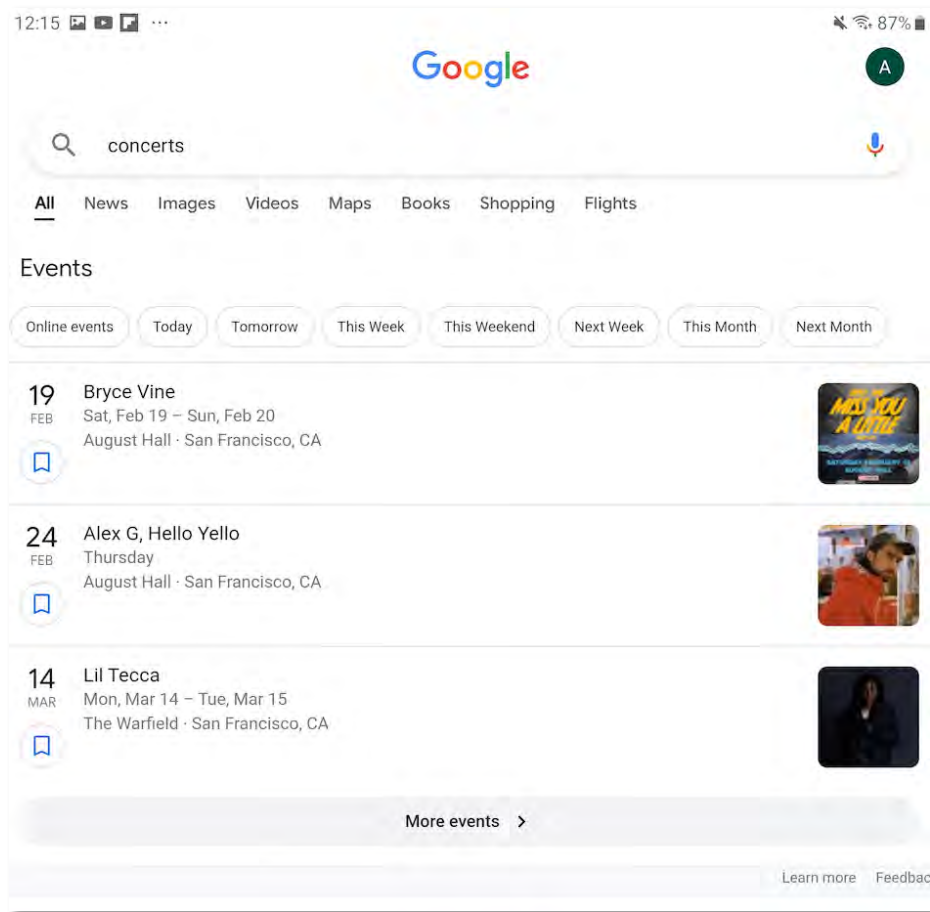 12:15 ... 87%
Google
A
concerts
All News Images Videos Maps Books Shopping Flights
Events
Online events Today Tomorrow This Week This Weekend Next Week This Month Next Month
19 Bryce Vine
FEB Sat, Feb 19 – Sun, Feb 20
August Hall · San Francisco, CA
MISS YOU
A LITTLE
24 Alex G, Hello Yello
FEB Thursday
August Hall · San Francisco, CA
14 Lil Tecca
MAR Mon, Mar 14 – Tue, Mar 15
The Warfield · San Francisco, CA
More events >
Learn more Feedbac